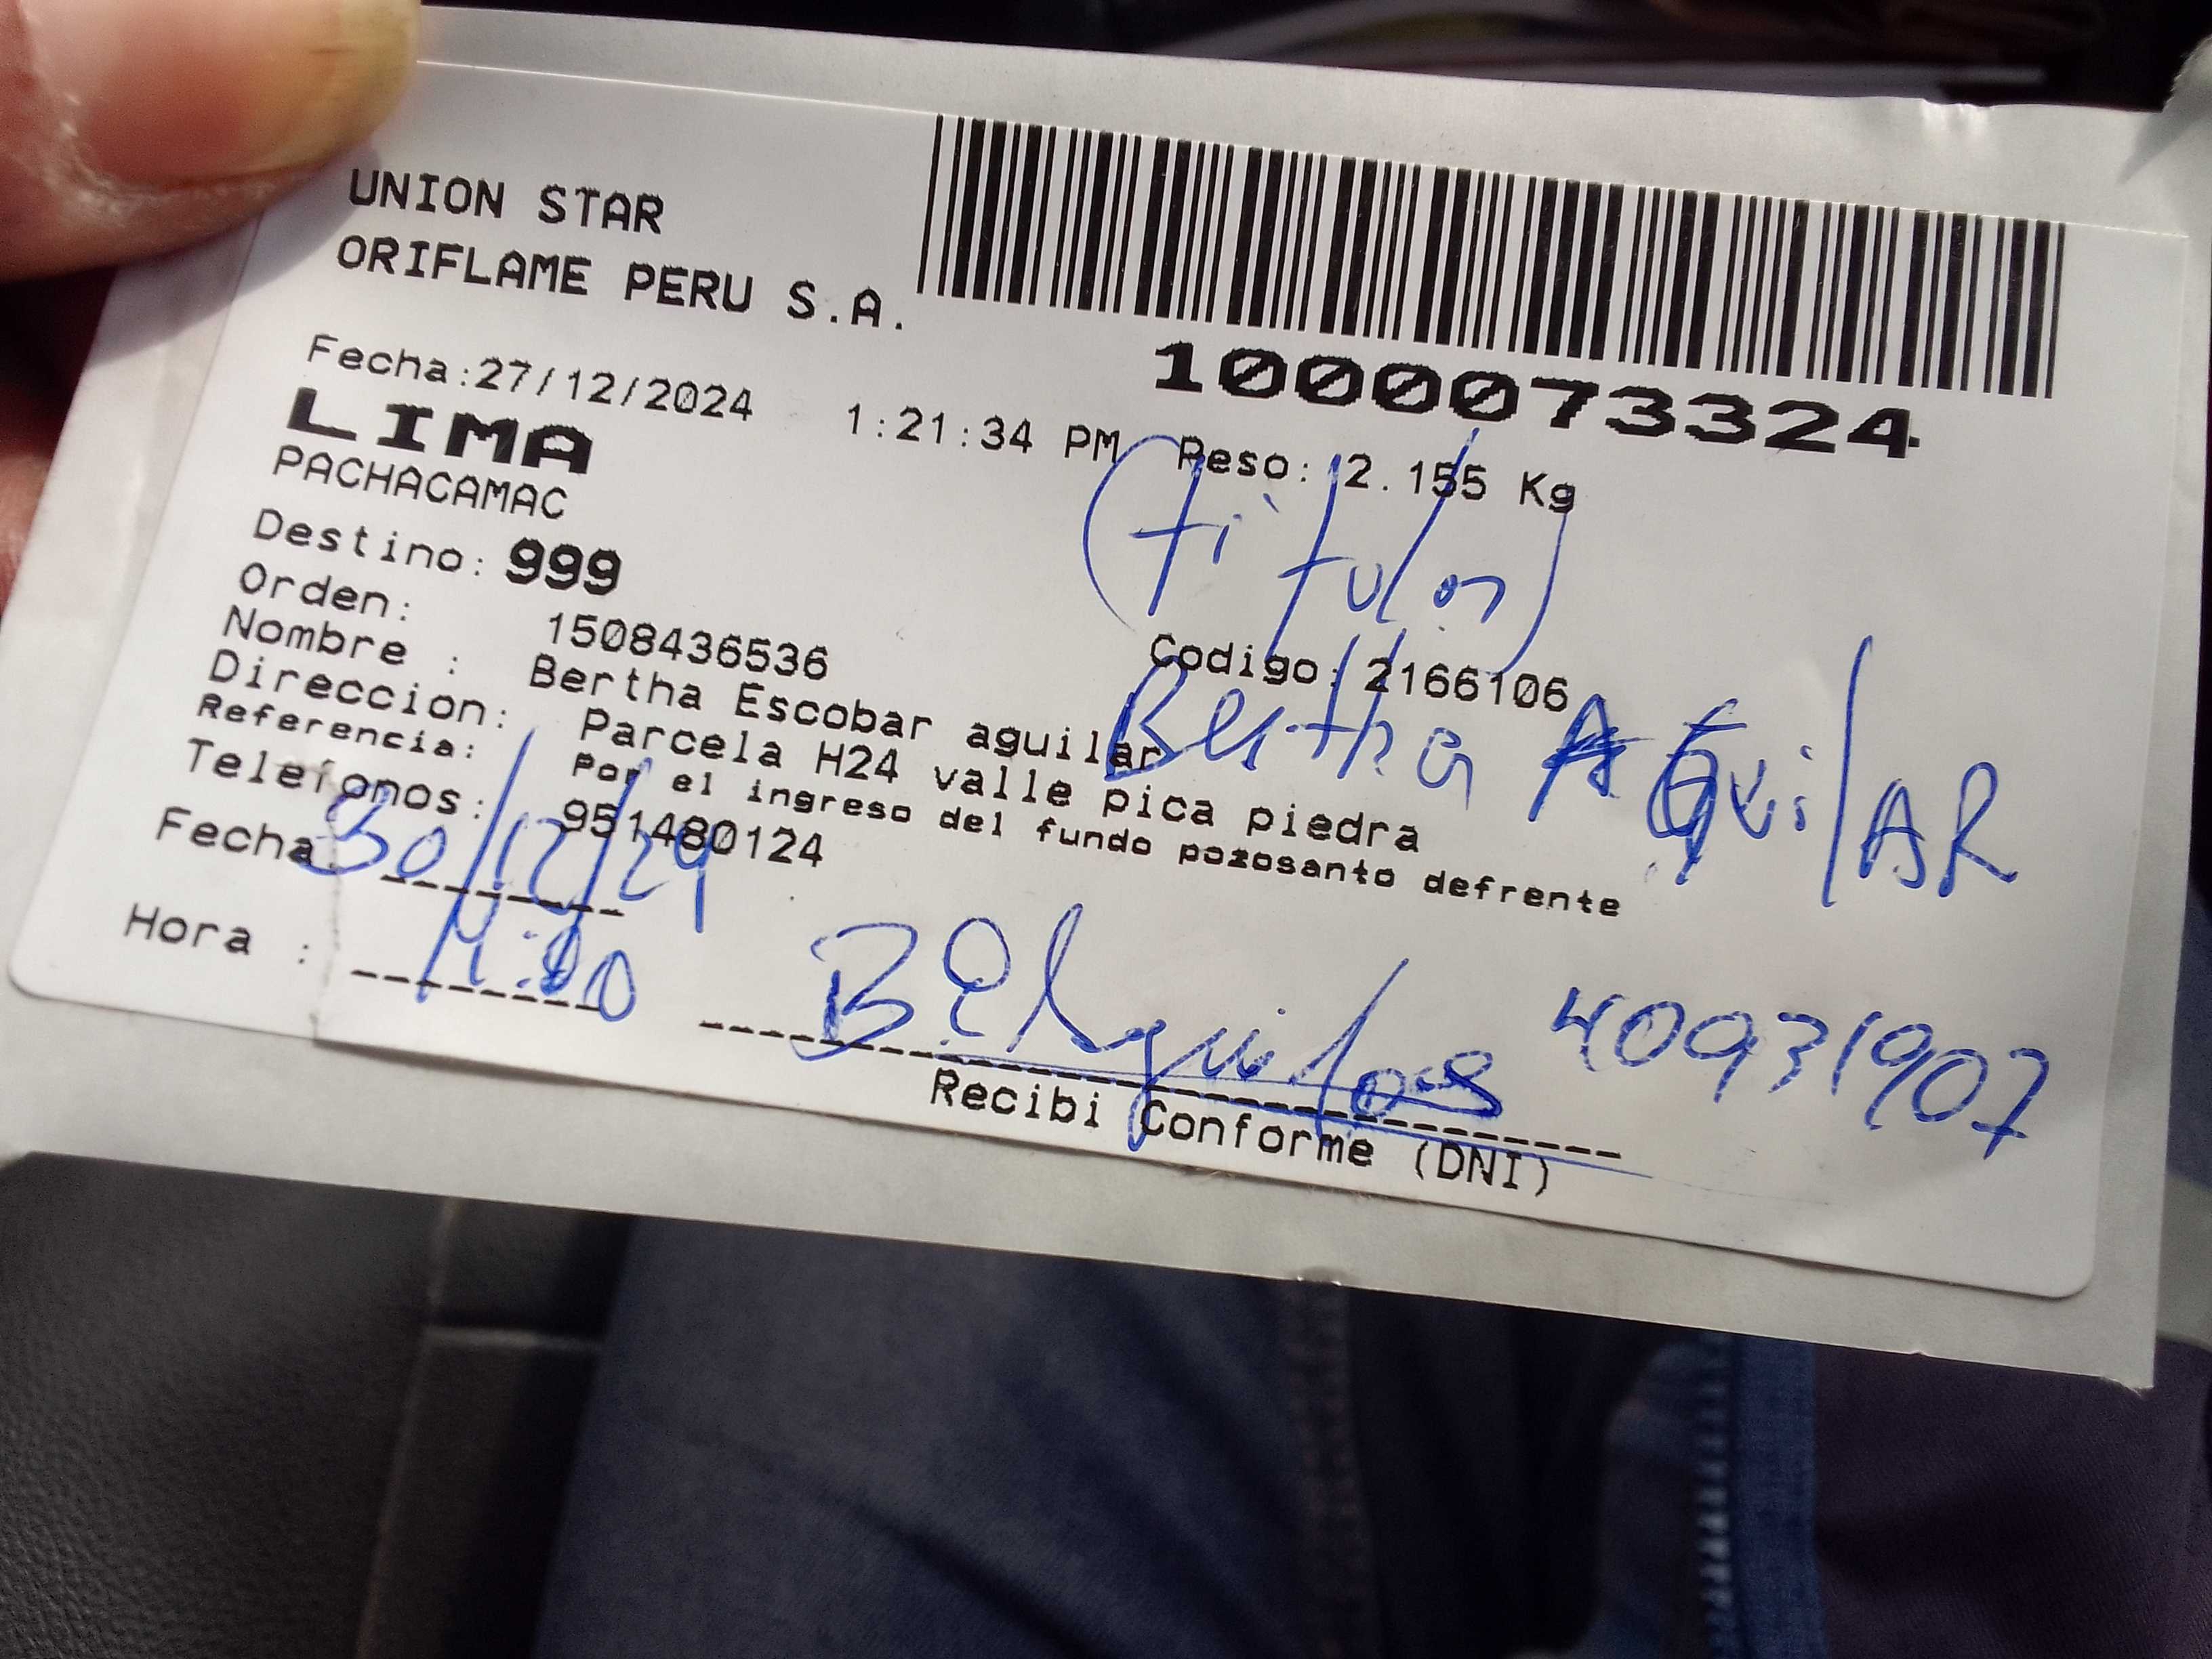 UNION STAR
ORIFLAME PERU S.A.
1000073324
Fecha:27/12/2024 1:21:34 PM Peso: 2.155 Kg
LIMA
PACHACAMAC
(titular)
Destino: 999
Orden: 1508436536 Codigo: 2166106
Nombre : Bertha Escobar aguilar
Bertha AguilAR
Direccion: Parcela H24 valle pica piedra
Referencia: Por el ingreso del fundo pozosanto defrente
Telefonos: 951480124
Fecha: 30/12/24
Hora :
40931907
Recibi Conforme (DNI)